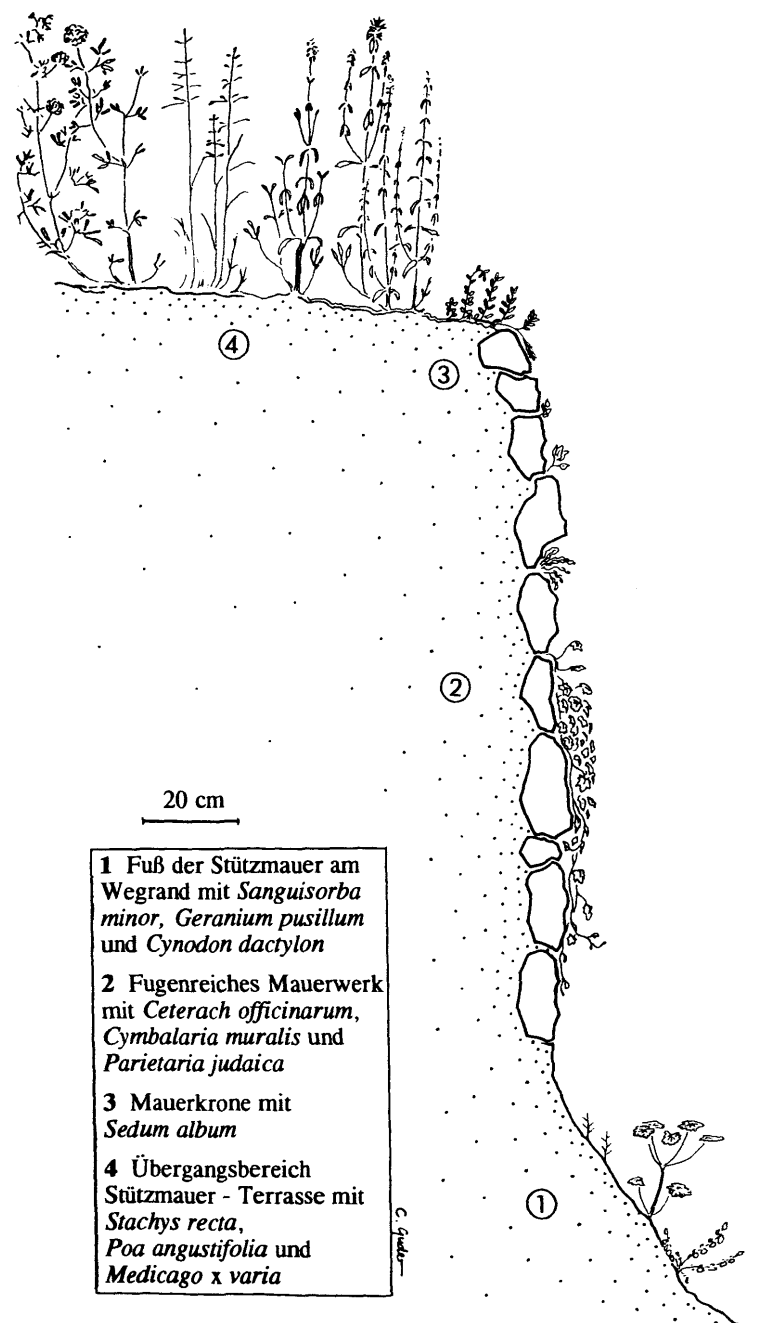 4
3
2
20 cm
1 Fuß der Stützmauer am
Wegrand mit Sanguisorba
minor, Geranium pusillum
und Cynodon dactylon
2 Fugenreiches Mauerwerk
mit Ceterach officinarum,
Cymbalaria muralis und
Parietaria judaica
3 Mauerkrone mit
Sedum album
4 Übergangsbereich
Stützmauer - Terrasse mit
Stachys recta,
Poa angustifolia und
Medicago x varia
C. Guder
1